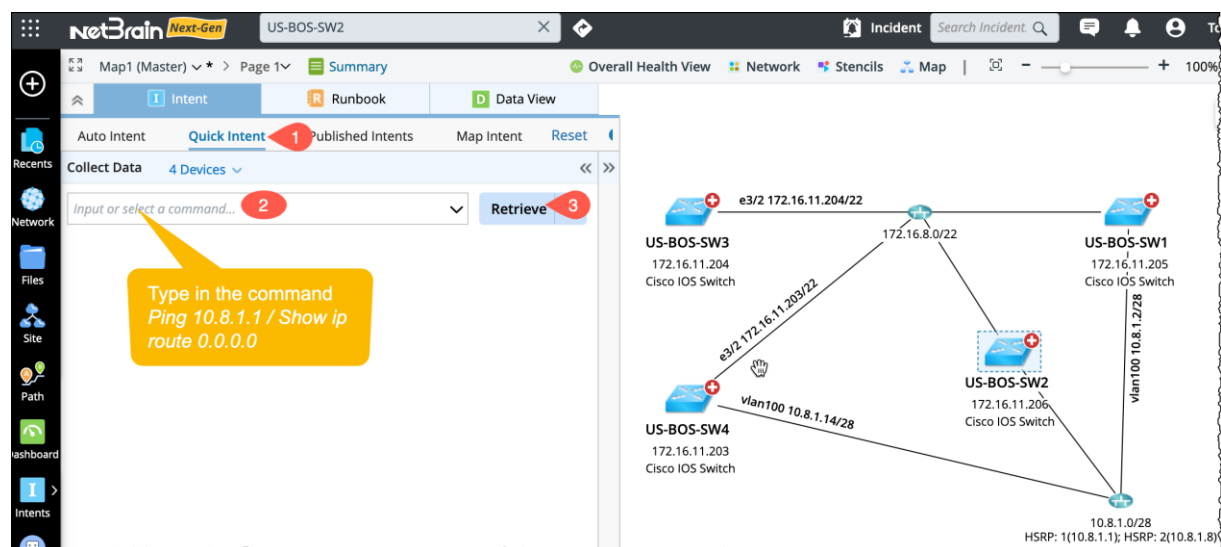 NetBrain Next-Gen
US-BOS-SW2
Incident
Search Incident.
Map1 (Master) * > Page 1
Summary
Overall Health View
Network
Stencils
Map
|
100%
I Intent
R Runbook
D Data View
Auto Intent
Quick Intent
1
Published Intents
Map Intent
Reset
Recents
Network
Files
Site
Path
Dashboard
Intents
Collect Data
4 Devices
Input or select a command...
2
Retrieve
3
Type in the command
Ping 10.8.1.1 / Show ip
route 0.0.0.0
e3/2 172.16.11.204/22
US-BOS-SW3
172.16.11.204
Cisco IOS Switch
172.16.8.0/22
US-BOS-SW1
172.16.11.205
Cisco IOS Switch
e3/2 172.16.11.203/22
vlan100 10.8.1.2/28
US-BOS-SW2
172.16.11.206
Cisco IOS Switch
vlan100 10.8.1.14/28
US-BOS-SW4
172.16.11.203
Cisco IOS Switch
10.8.1.0/28
HSRP: 1(10.8.1.1); HSRP: 2(10.8.1.8)